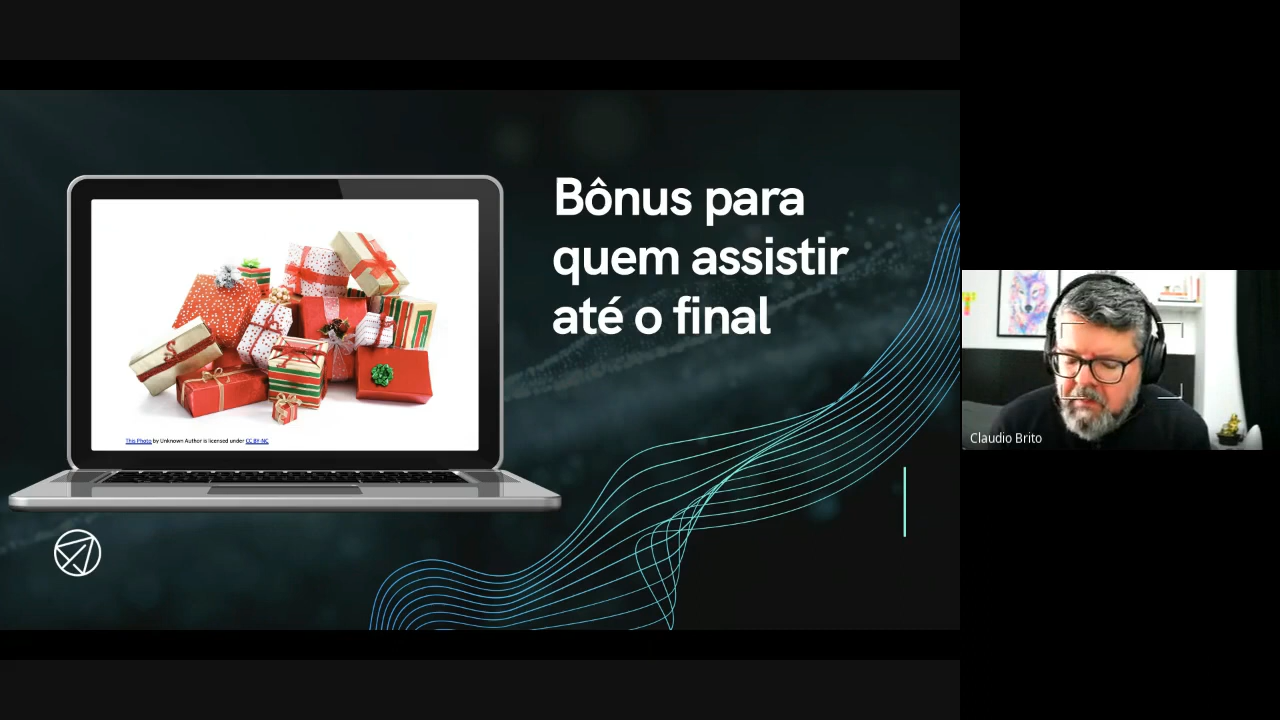 Bônus para
quem assistir
até o final
This Photo by Unknown Author is licensed under CC BY-NC
Claudio Brito